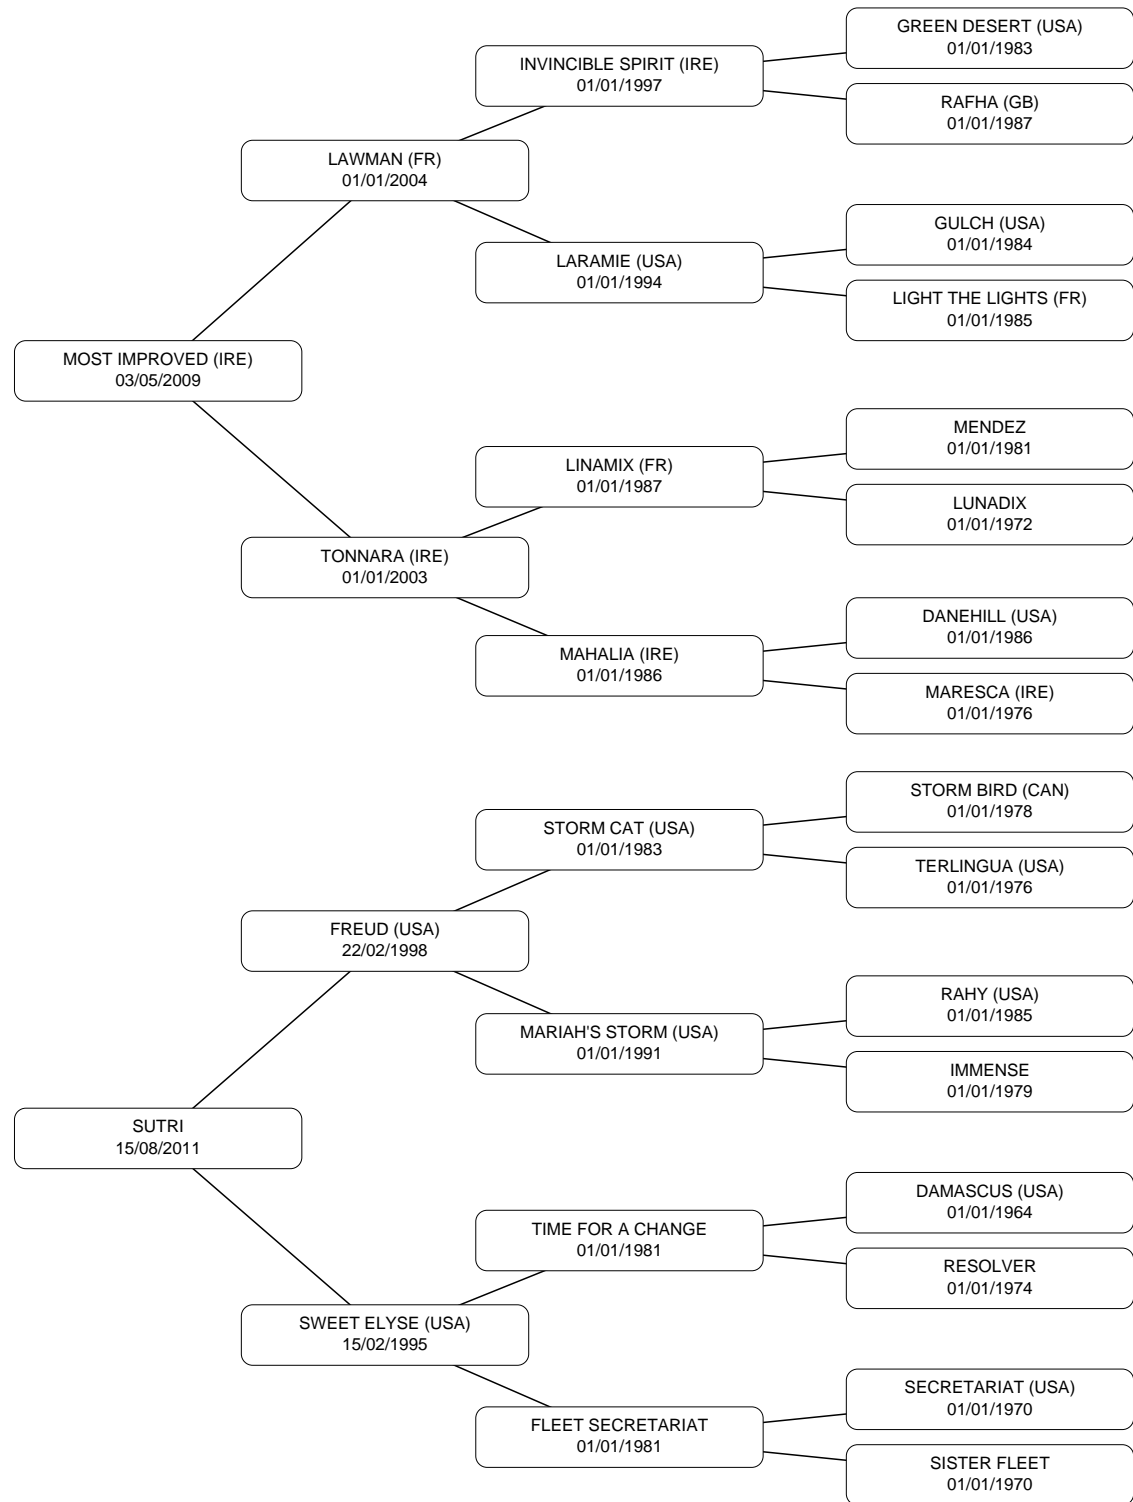 GREEN DESERT (USA)
01/01/1983
INVINCIBLE SPIRIT (IRE)
01/01/1997
RAFHA (GB)
01/01/1987
LAWMAN (FR)
01/01/2004
GULCH (USA)
01/01/1984
LARAMIE (USA)
01/01/1994
LIGHT THE LIGHTS (FR)
01/01/1985
MOST IMPROVED (IRE)
03/05/2009
MENDEZ
01/01/1981
LINAMIX (FR)
01/01/1987
LUNADIX
01/01/1972
TONNARA (IRE)
01/01/2003
DANEHILL (USA)
01/01/1986
MAHALIA (IRE)
01/01/1986
MARESCA (IRE)
01/01/1976
STORM BIRD (CAN)
01/01/1978
STORM CAT (USA)
01/01/1983
TERLINGUA (USA)
01/01/1976
FREUD (USA)
22/02/1998
RAHY (USA)
01/01/1985
MARIAH'S STORM (USA)
01/01/1991
IMMENSE
01/01/1979
SUTRI
15/08/2011
DAMASCUS (USA)
01/01/1964
TIME FOR A CHANGE
01/01/1981
RESOLVER
01/01/1974
SWEET ELYSE (USA)
15/02/1995
SECRETARIAT (USA)
01/01/1970
FLEET SECRETARIAT
01/01/1981
SISTER FLEET
01/01/1970